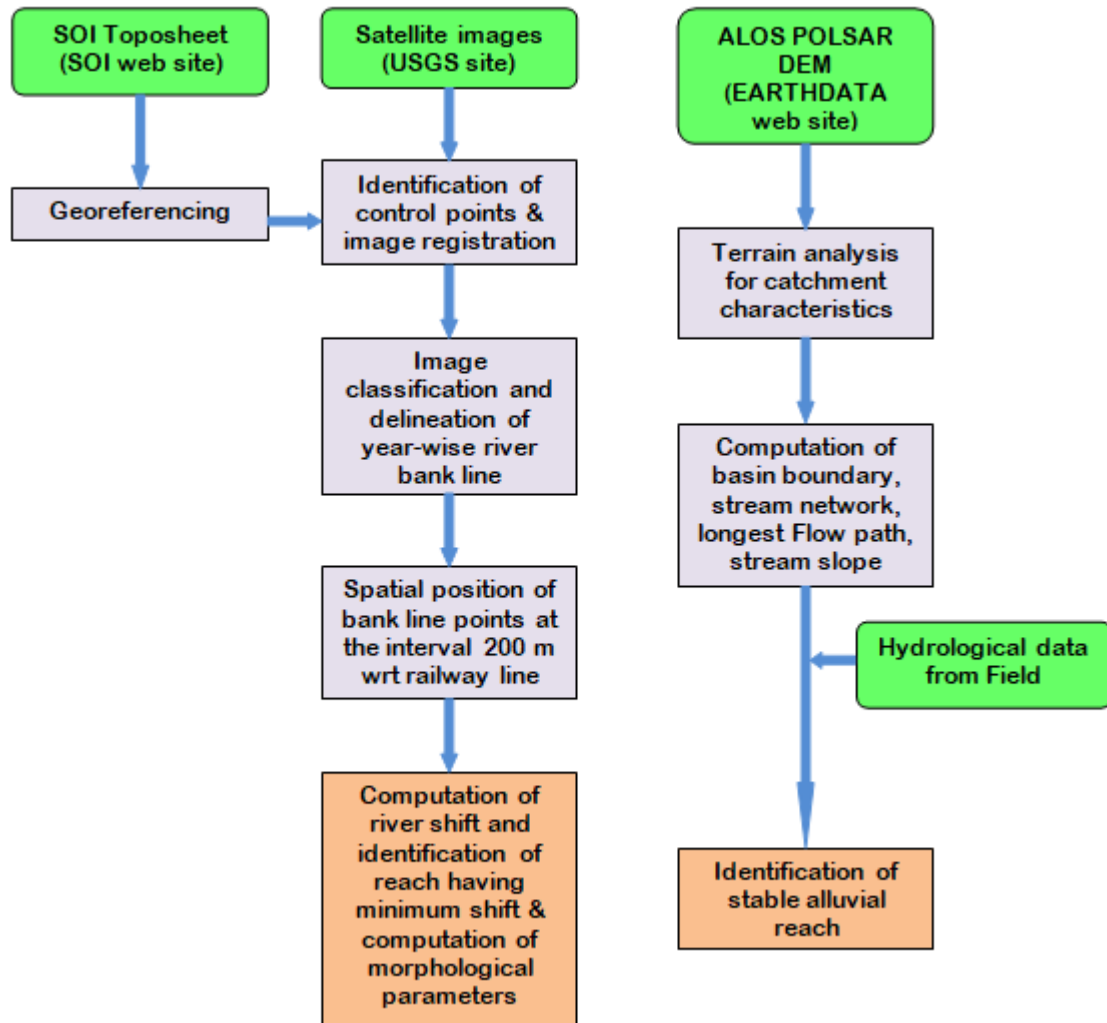 SOI Toposheet
(SOI web site)
Satellite images
(USGS site)
ALOS POLSAR
DEM
(EARTHDATA
web site)
Georeferencing
Identification of
control points &
image registration
Terrain analysis
for catchment
characteristics
Image
classification and
delineation of
year-wise river
bank line
Computation of
basin boundary,
stream network,
longest Flow path,
stream slope
Spatial position of
bank line points at
the interval 200 m
wrt railway line
Hydrological data
from Field
Computation of
river shift and
identification of
reach having
minimum shift &
computation of
morphological
parameters
Identification of
stable alluvial
reach